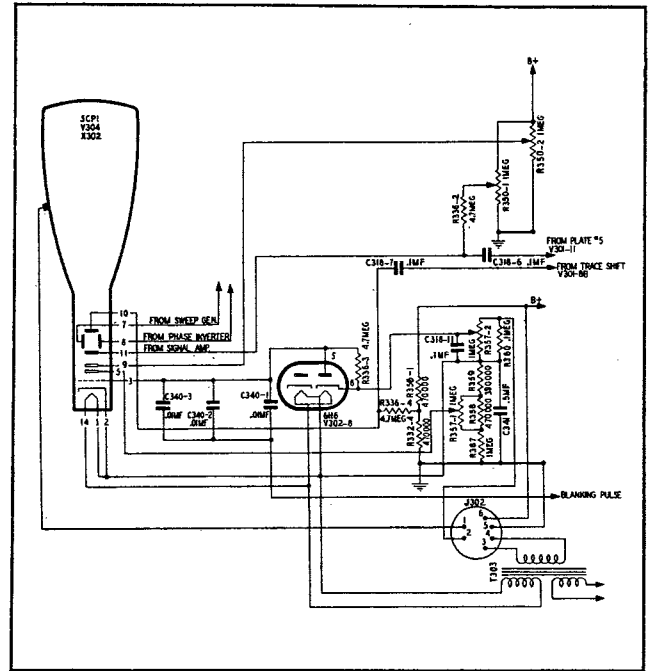 B+
5CP1
V304
X302
R350-2 1MEG
R350-1 1MEG
R336-2
4.7MEG
FROM PLATE #5
V301-11
C318-7 .1MF
C318-6 .1MF
FROM TRACE SHIFT
V301-8B
10
7
FROM SWEEP GEN.
8
FROM PHASE INVERTER
11
FROM SIGNAL AMP.
9
5
3
14 1 2
B+
5
4.7MEG
R336-3
6
C318-11
.1MF
1MEG
R357-2
R360 .1MEG
C340-3
.01MF
C340-2
.01MF
C340-1
.01MF
6H6
V302-8
R336-4
4.7MEG
R356-1
470000
R332-4
470000
R357-1 1MEG
R359
390000
R358
470000
R367
1MEG
C341 .5MF
BLANKING PULSE
J302
1
2
6
5
4
3
T303